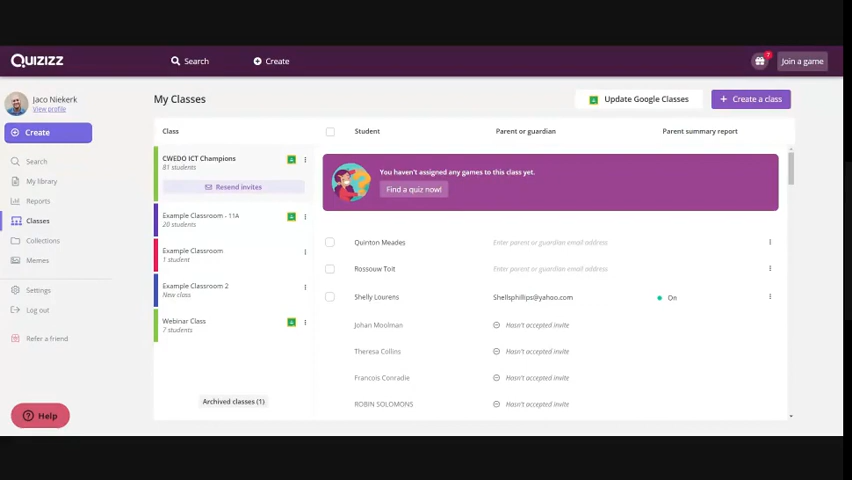 QUIZIZZ
Search
Create
7
Join a game
Jaco Niekerk
View profile
Create
Search
My library
Reports
Classes
Collections
Memes
Settings
Log out
Refer a friend
Help
My Classes
Update Google Classes
+ Create a class
Class
CWEDO ICT Champions
81 students
Resend invites
Example Classroom - 11A
20 students
Example Classroom
1 student
Example Classroom 2
New class
Webinar Class
7 students
Archived classes (1)
Student Parent or guardian Parent summary report
You haven't assigned any games to this class yet.
Find a quiz now!
Quinton Meades Enter parent or guardian email address
Rossouw Toit Enter parent or guardian email address
Shelly Lourens Shellsphillips@yahoo.com On
Johan Moolman Hasn't accepted invite
Theresa Collins Hasn't accepted invite
Francois Conradie Hasn't accepted invite
ROBIN SOLOMONS Hasn't accepted invite